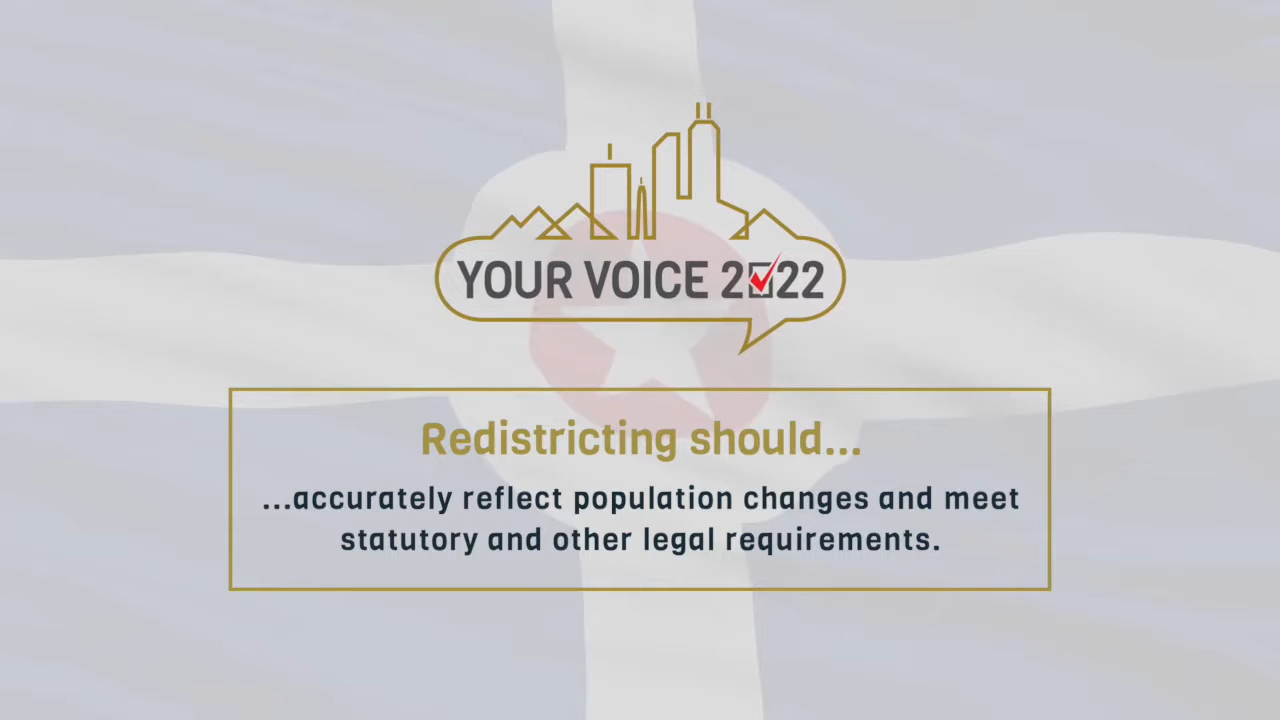 YOUR VOICE 2022
Redistricting should...
...accurately reflect population changes and meet
statutory and other legal requirements.